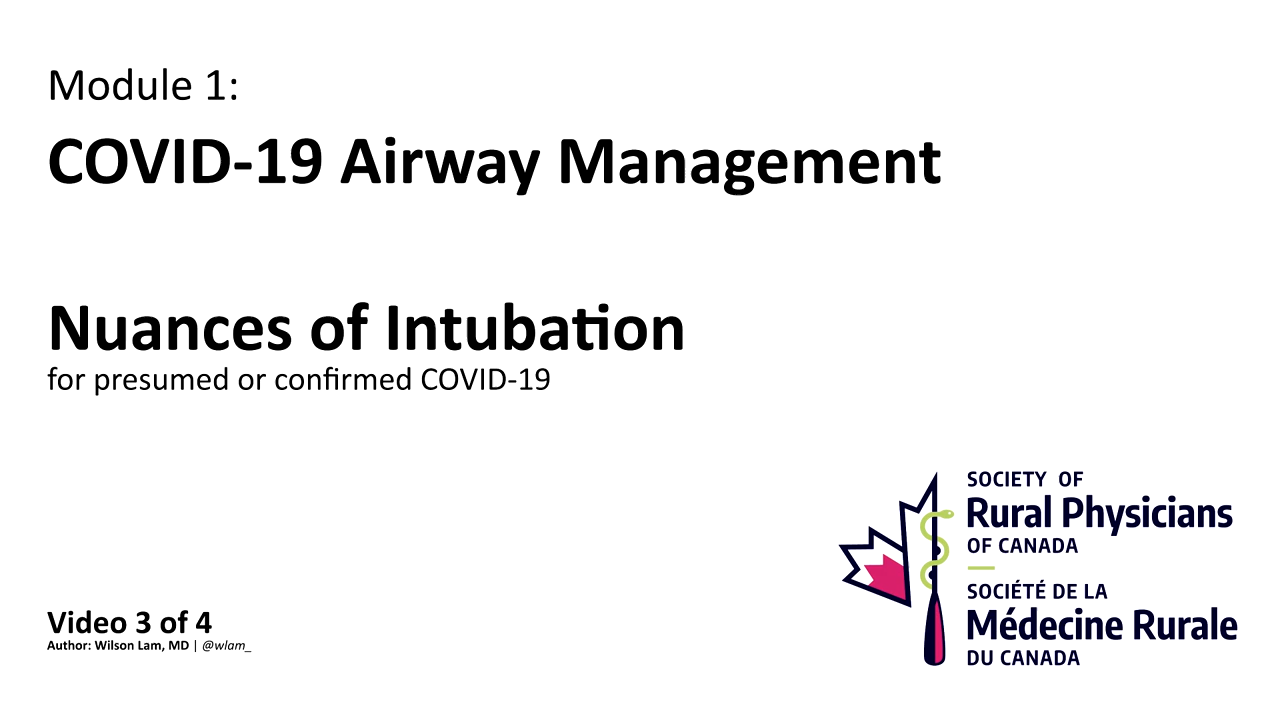 Module 1:
COVID-19 Airway Management
Nuances of Intubation
for presumed or confirmed COVID-19
SOCIETY OF
Rural Physicians
OF CANADA
SOCIÉTÉ DE LA
Médecine Rurale
DU CANADA
Video 3 of 4
Author: Wilson Lam, MD | @wlam_